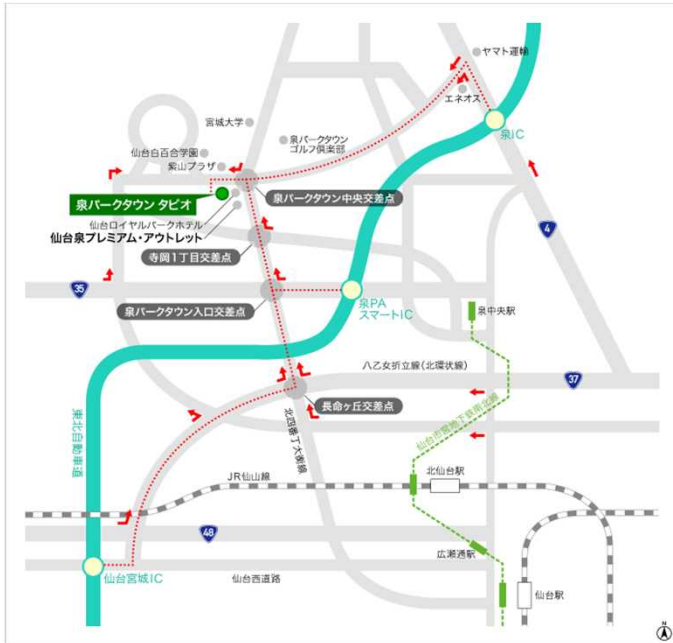 ヤマト運輸
エネオス
宮城大学
泉パークタウン
ゴルフ倶楽部
泉IC
仙台白百合学園
紫山プラザ
泉パークタウン タピオ
泉パークタウン中央交差点
仙台ロイヤルパークホテル
仙台泉プレミアム・アウトレット
4
寺岡1丁目交差点
35
泉パークタウン入口交差点
泉PA
スマートIC
泉中央駅
八乙女折立線(北環状線)
37
長命ヶ丘交差点
東北自動車道
北四番丁大衡線
仙台市営地下鉄南北線
JR仙山線
北仙台駅
48
広瀬通駅
仙台宮城IC
仙台西道路
仙台駅
N